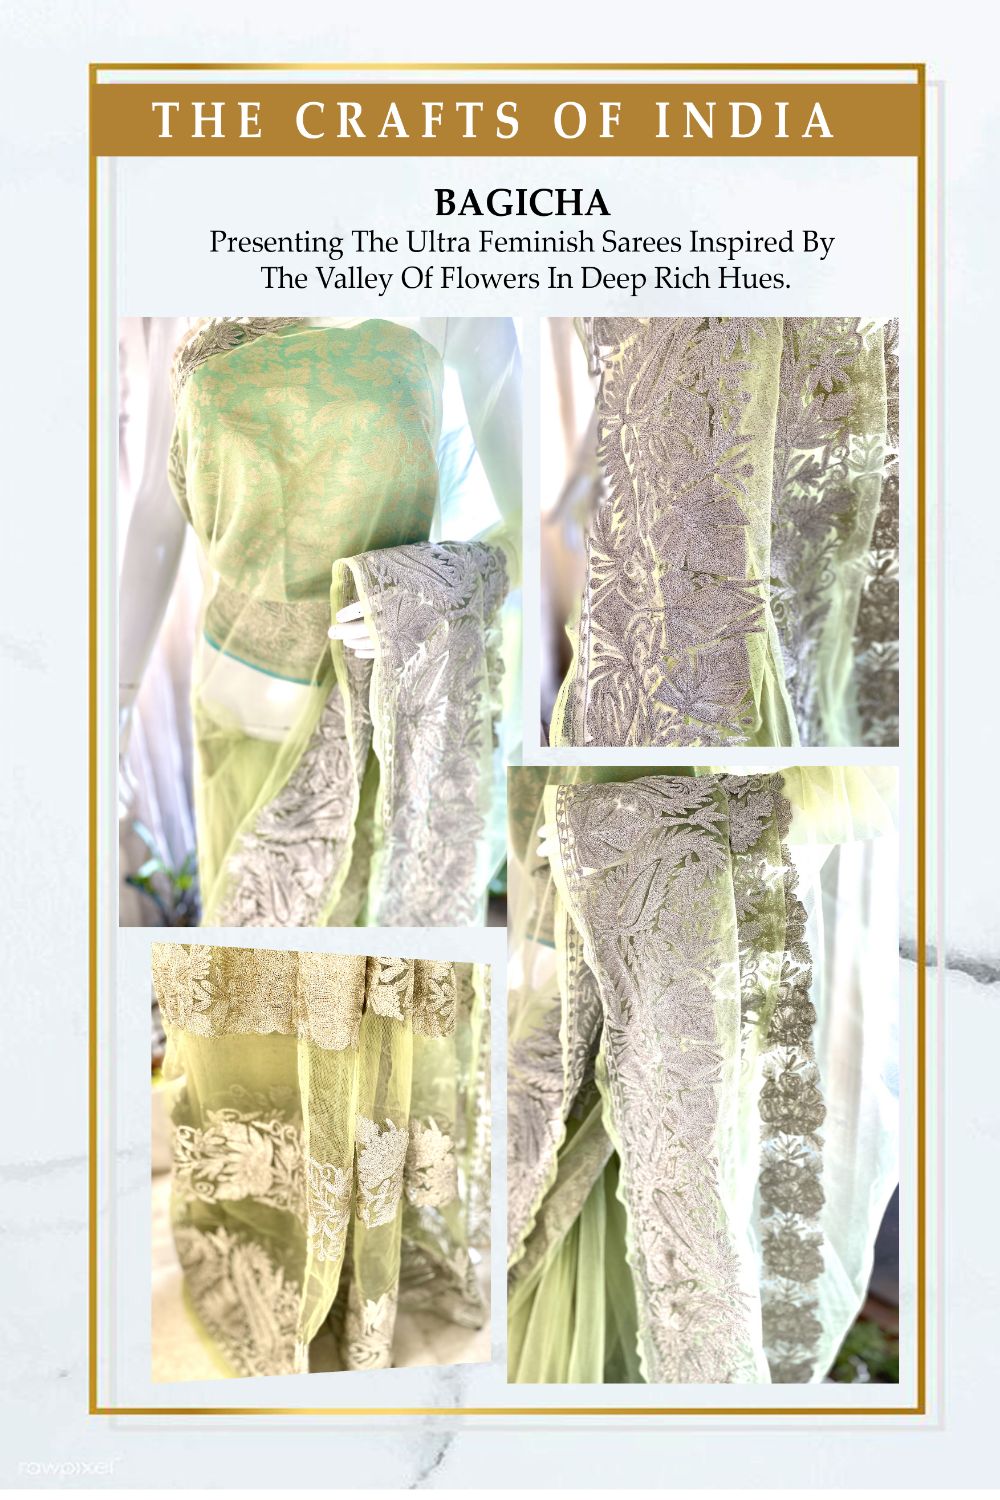 THE CRAFTS OF INDIA
BAGICHA
Presenting The Ultra Feminish Sarees Inspired By
The Valley Of Flowers In Deep Rich Hues.
rawpixel